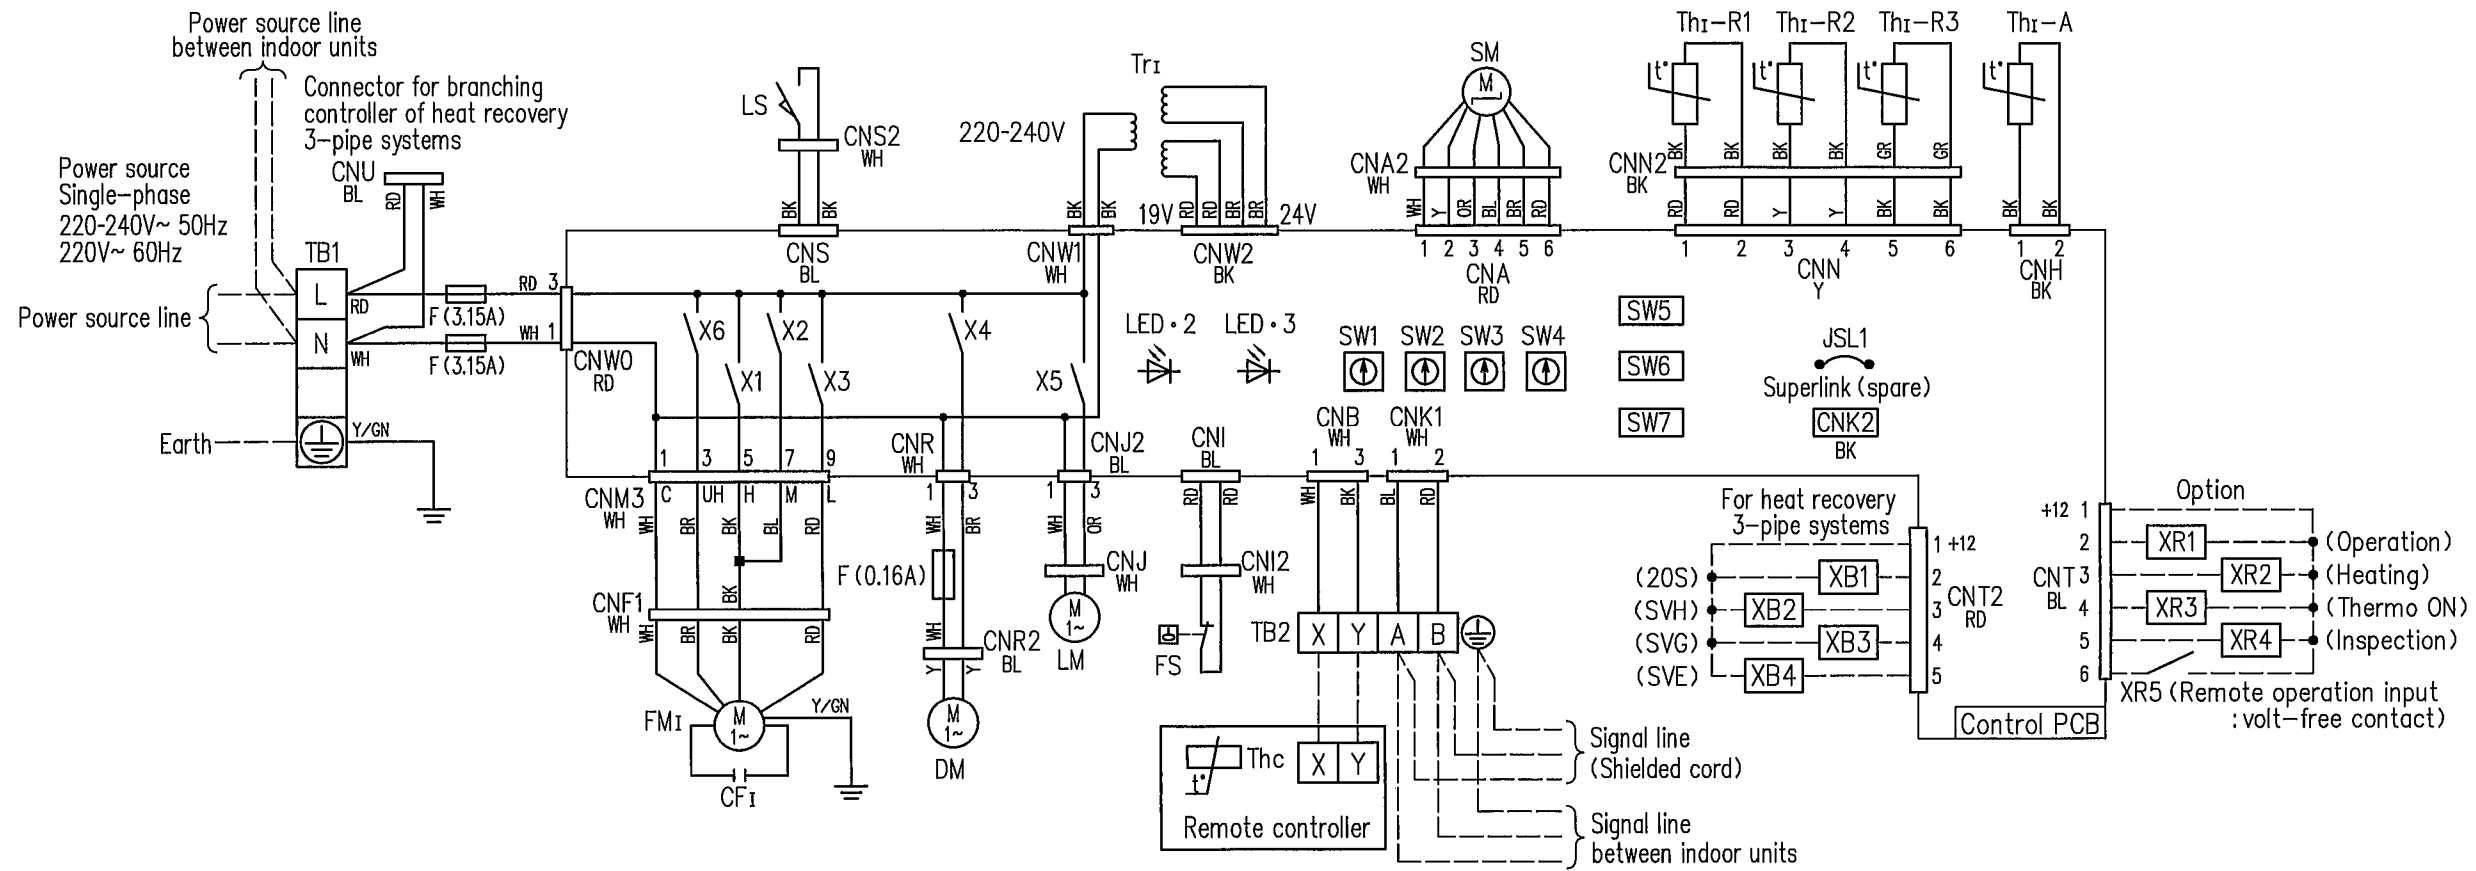 Power source line
between indoor units
Connector for branching
controller of heat recovery
3-pipe systems
CNU
BL
RD
WH
Power source
Single-phase
220-240V~ 50Hz
220V~ 60Hz
TB1
L
N
RD
WH
Power source line
Earth
Y/GN
F(3.15A)
F(3.15A)
RD 3
WH 1
CNW0
RD
LS
CNS2
WH
BK
BK
CNS
BL
220-240V
TrI
BK
BK
CNW1
WH
19V
RD
RD
BR
BR
24V
CNW2
BK
SM
M
CNA2
WH
WH
Y
OR
BL
BR
RD
1 2 3 4 5 6
CNA
RD
ThI-R1
ThI-R2
ThI-R3
ThI-A
t°
t°
t°
t°
BK
BK
BK
BK
GR
GR
CNN2
BK
RD
RD
Y
Y
BK
BK
BK
BK
1 2 3 4 5 6
CNN
Y
1 2
CNH
BK
X6
X1
X2
X3
X4
X5
LED・2
LED・3
SW1
SW2
SW3
SW4
SW5
SW6
SW7
JSL1
Superlink (spare)
CNK2
BK
1 3 5 7 9
CNM3
WH
C UH H M L
WH
BR
BK
BL
RD
BK
CNF1
WH
WH
BR
BK
RD
FMI
M
1~
Y/GN
CFI
CNR
WH
1 3
WH
BR
F(0.16A)
WH
CNR2
BL
Y
Y
M
1~
DM
CNJ2
BL
1 3
WH
OR
CNJ
WH
M
1~
LM
CNI
BL
RD
RD
CNI2
WH
FS
CNB
WH
1 3
WH
BK
CNK1
WH
1 2
BL
RD
TB2
X Y A B
Thc
t°
X Y
Remote controller
Signal line
(Shielded cord)
Signal line
between indoor units
For heat recovery
3-pipe systems
(20S)
(SVH)
(SVG)
(SVE)
XB1
XB2
XB3
XB4
1 +12
2
3
4
5
CNT2
RD
Control PCB
Option
+12 1
2
3
4
5
6
CNT
BL
XR1
XR2
XR3
XR4
(Operation)
(Heating)
(Thermo ON)
(Inspection)
XR5 (Remote operation input
:volt-free contact)